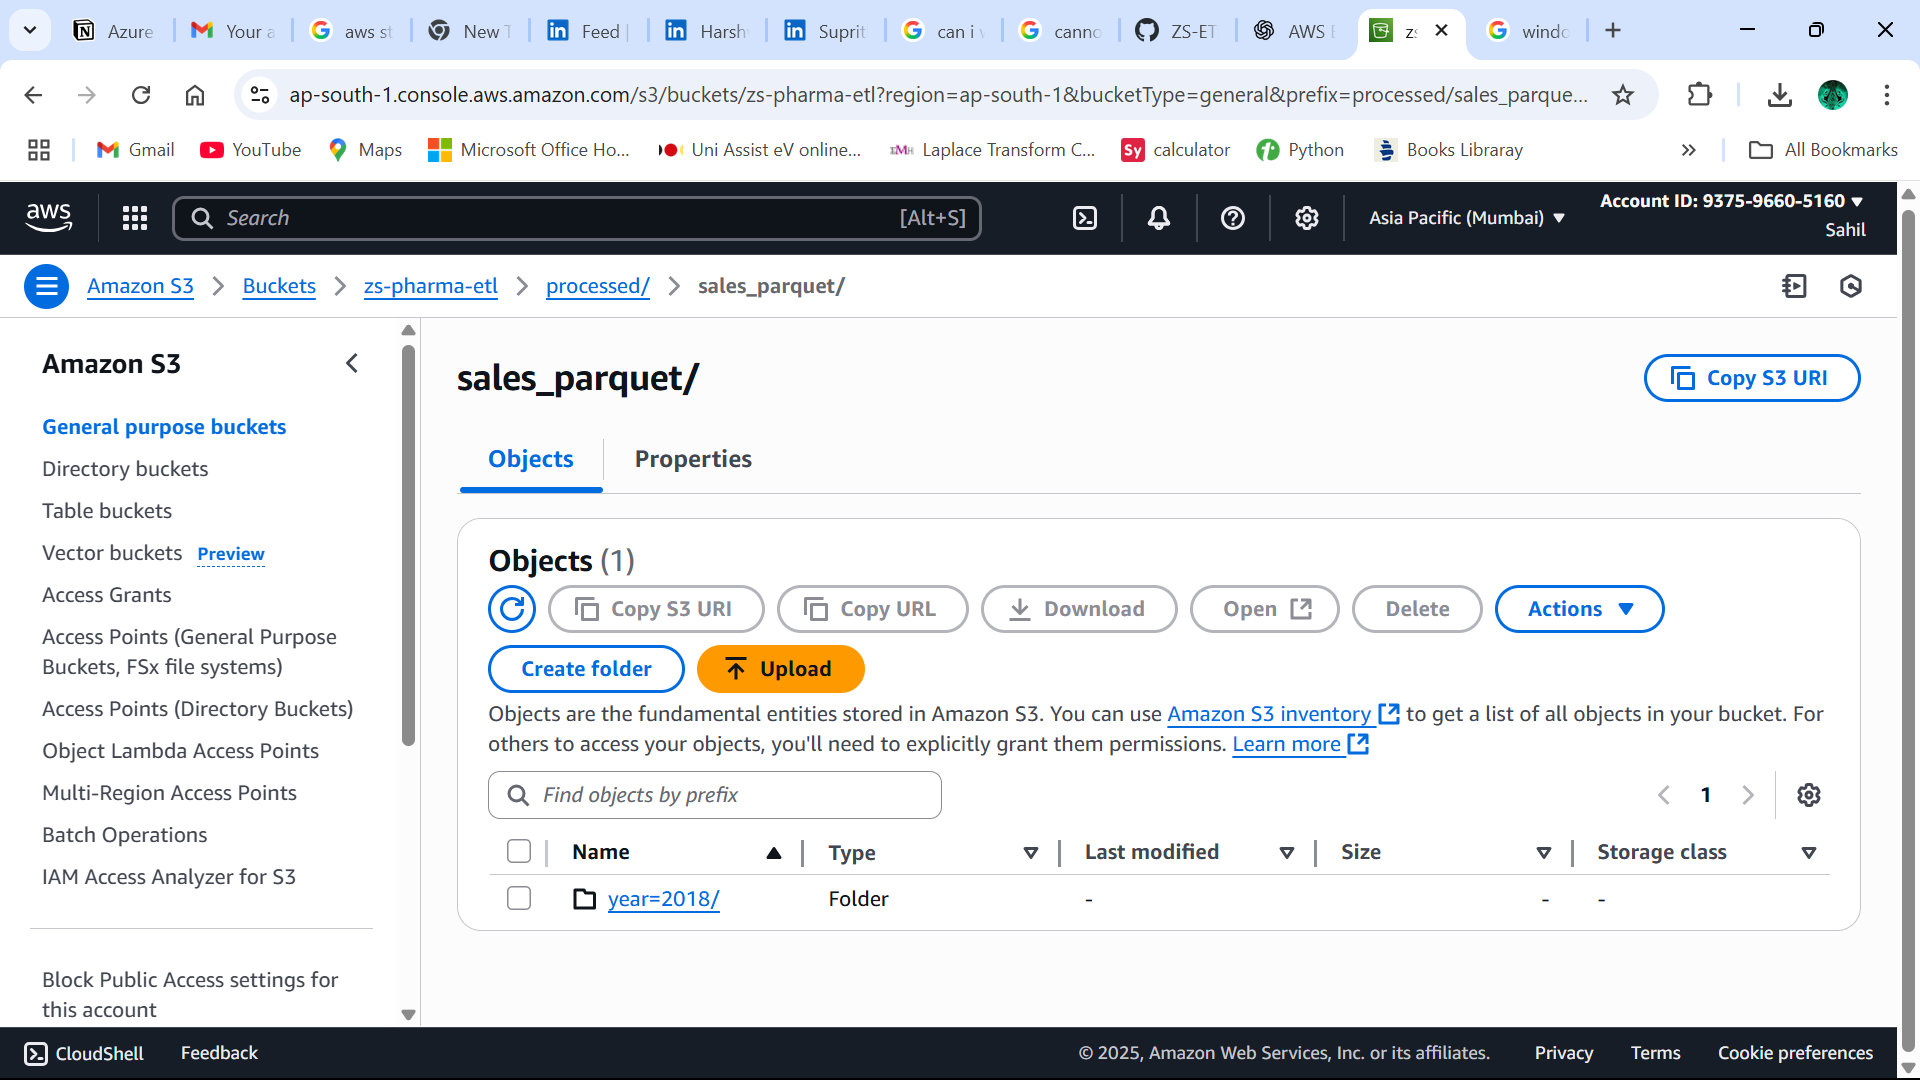 Azure
Your a
aws st
New T
Feed |
Harshv
Suprit
can i v
canno
ZS-ET
AWS E
zs
windo
ap-south-1.console.aws.amazon.com/s3/buckets/zs-pharma-etl?region=ap-south-1&bucketType=general&prefix=processed/sales_parque...
Gmail
YouTube
Maps
Microsoft Office Ho...
Uni Assist eV online...
Laplace Transform C...
Sy calculator
Python
Books Libraray
All Bookmarks
aws
Search [Alt+S]
Asia Pacific (Mumbai)
Account ID: 9375-9660-5160
Sahil
Amazon S3 > Buckets > zs-pharma-etl > processed/ > sales_parquet/
Amazon S3
General purpose buckets
Directory buckets
Table buckets
Vector buckets Preview
Access Grants
Access Points (General Purpose
Buckets, FSx file systems)
Access Points (Directory Buckets)
Object Lambda Access Points
Multi-Region Access Points
Batch Operations
IAM Access Analyzer for S3
Block Public Access settings for
this account
sales_parquet/
Copy S3 URI
Objects Properties
Objects (1)
Copy S3 URI Copy URL Download Open Delete Actions
Create folder Upload
Objects are the fundamental entities stored in Amazon S3. You can use Amazon S3 inventory to get a list of all objects in your bucket. For
others to access your objects, you'll need to explicitly grant them permissions. Learn more
Find objects by prefix
1
Name Type Last modified Size Storage class
year=2018/ Folder - - -
CloudShell Feedback © 2025, Amazon Web Services, Inc. or its affiliates. Privacy Terms Cookie preferences